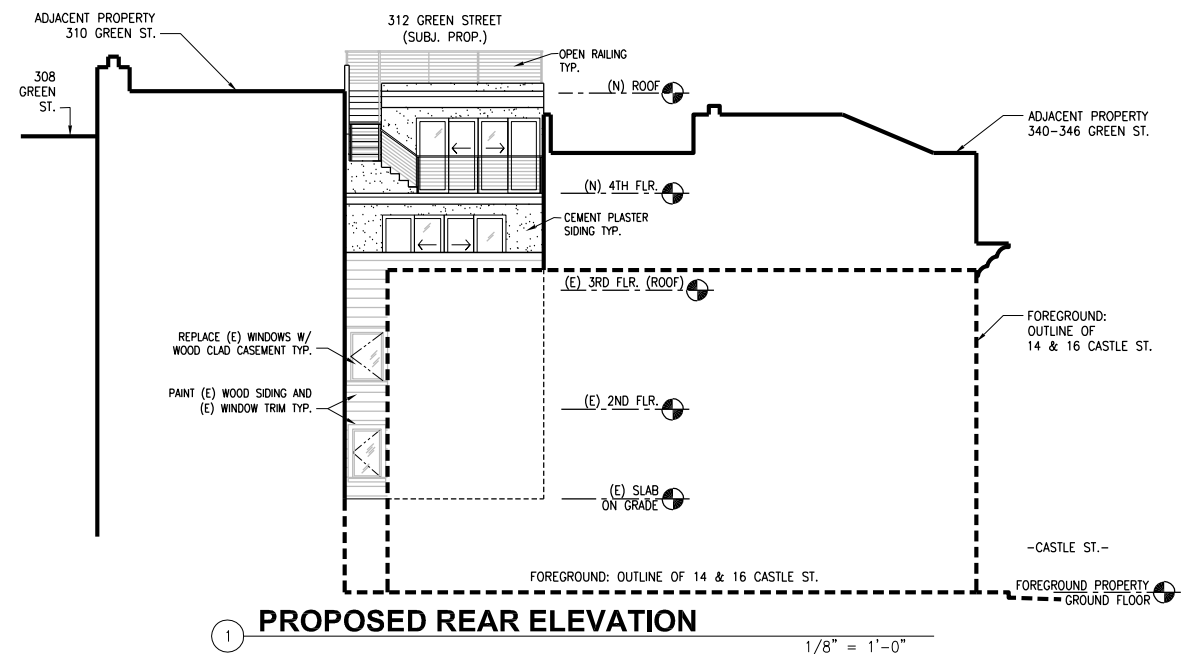 ADJACENT PROPERTY
310 GREEN ST.
308
GREEN
ST.
312 GREEN STREET
(SUBJ. PROP.)
OPEN RAILING
TYP.
(N) ROOF
ADJACENT PROPERTY
340-346 GREEN ST.
(N) 4TH FLR.
CEMENT PLASTER
SIDING TYP.
(E) 3RD FLR. (ROOF)
FOREGROUND:
OUTLINE OF
14 & 16 CASTLE ST.
REPLACE (E) WINDOWS W/
WOOD CLAD CASEMENT TYP.
PAINT (E) WOOD SIDING AND
(E) WINDOW TRIM TYP.
(E) 2ND FLR.
(E) SLAB
ON GRADE
-CASTLE ST.-
FOREGROUND: OUTLINE OF 14 & 16 CASTLE ST.
FOREGROUND PROPERTY
GROUND FLOOR
1 PROPOSED REAR ELEVATION
1/8" = 1'-0"